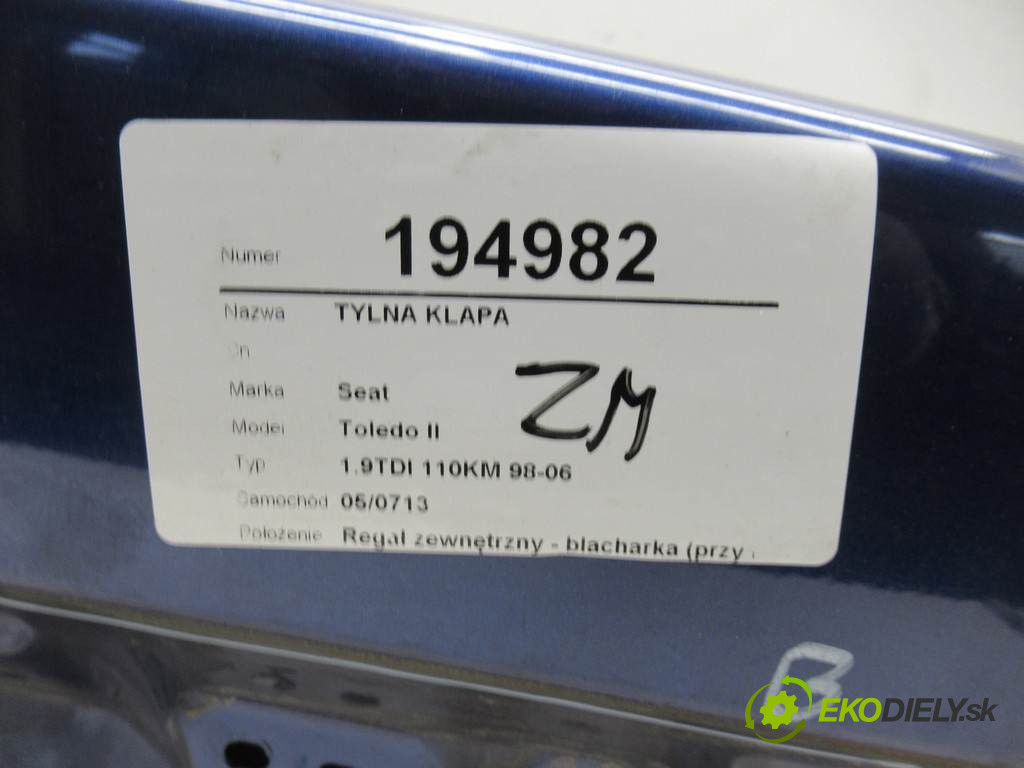 Numer 194982
Nazwa TYLNA KLAPA
Cn
Marka Seat
Model Toledo II
ZM
Typ 1.9TDI 110KM 98-06
Samochód 05/0713
Położenie Regał zewnętrzny - blacharka (przy
B
EKODIELY.sk